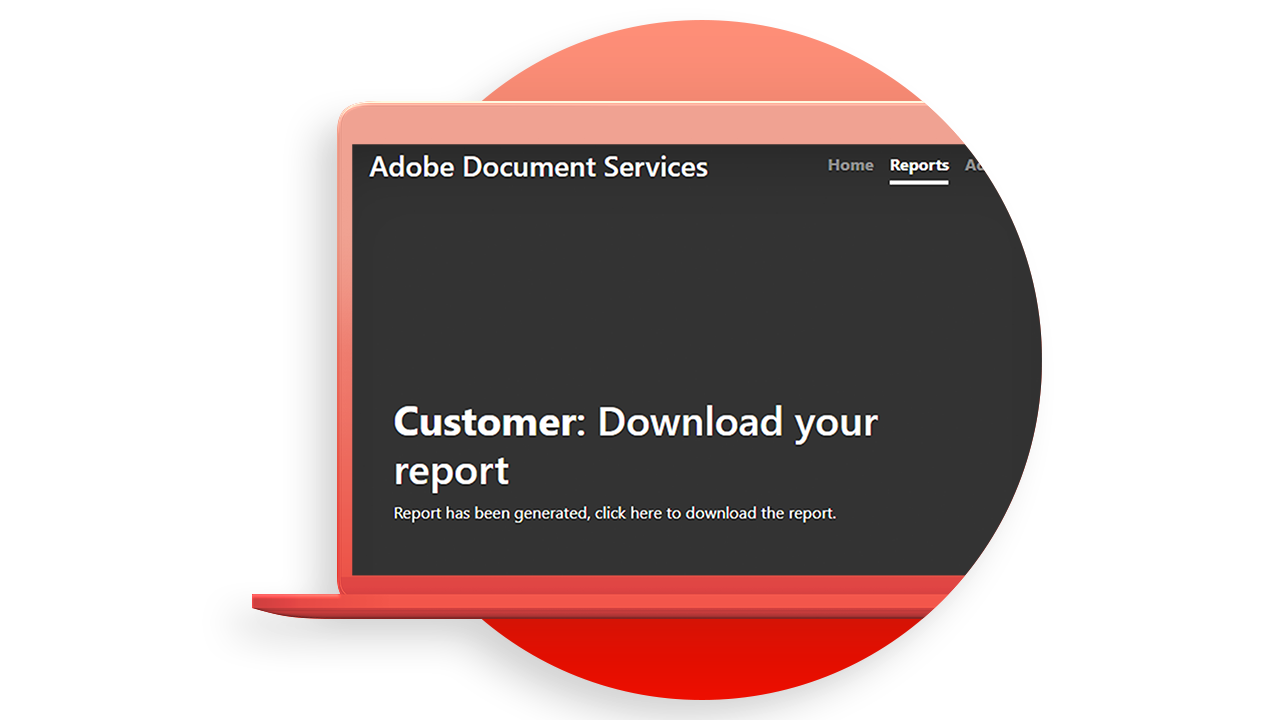 Adobe Document Services
Home Reports
Customer: Download your
report
Report has been generated, click here to download the report.